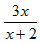 3x
x + 2